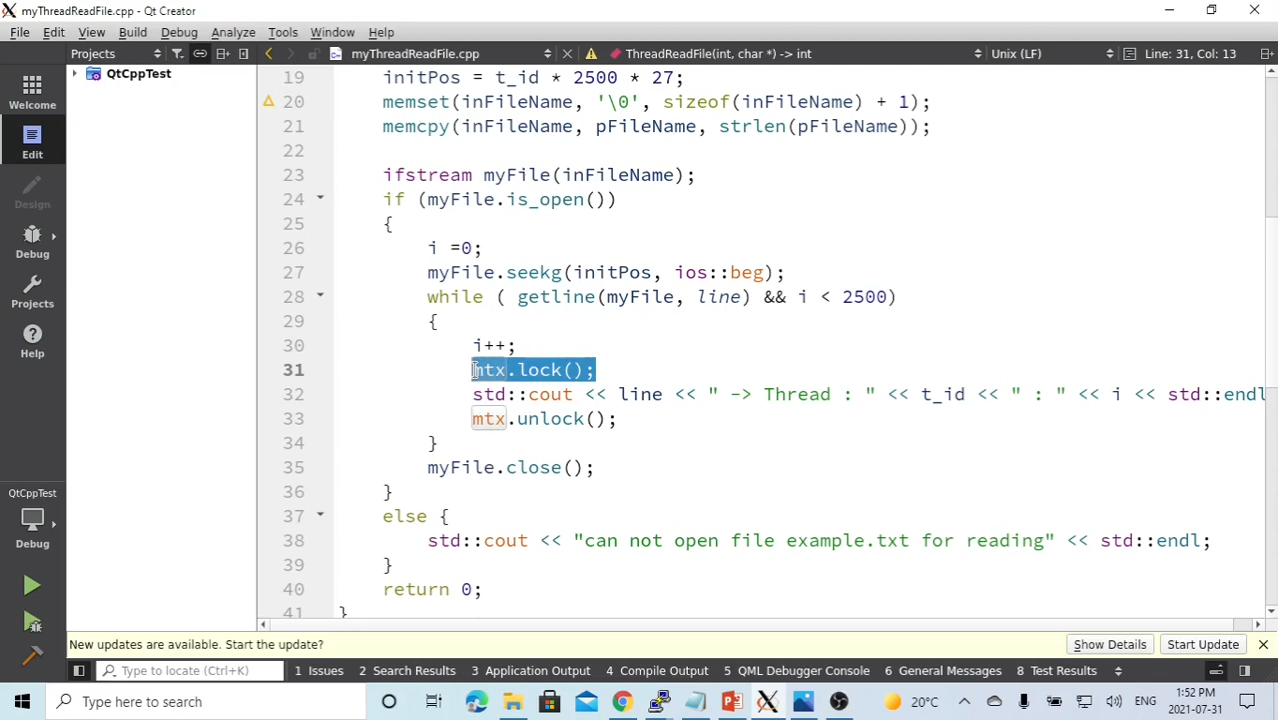 myThreadReadFile.cpp - Qt Creator
File Edit View Build Debug Analyze Tools Window Help
Projects myThreadReadFile.cpp ThreadReadFile(int, char *) -> int Unix (LF) Line: 31, Col: 13
QtCppTest
Welcome
Edit
Design
Debug
Projects
Help
QtCppTest
Debug
19 initPos = t_id * 2500 * 27;
20 memset(inFileName, '\0', sizeof(inFileName) + 1);
21 memcpy(inFileName, pFileName, strlen(pFileName));
22
23 ifstream myFile(inFileName);
24 if (myFile.is_open())
25 {
26 i =0;
27 myFile.seekg(initPos, ios::beg);
28 while ( getline(myFile, line) && i < 2500)
29 {
30 i++;
31 mtx.lock();
32 std::cout << line << " -> Thread : " << t_id << " : " << i << std::endl
33 mtx.unlock();
34 }
35 myFile.close();
36 }
37 else {
38 std::cout << "can not open file example.txt for reading" << std::endl;
39 }
40 return 0;
41 }
New updates are available. Start the update? Show Details Start Update
Type to locate (Ctrl+K) 1 Issues 2 Search Results 3 Application Output 4 Compile Output 5 QML Debugger Console 6 General Messages 8 Test Results
Type here to search 20°C ENG 1:52 PM
2021-07-31